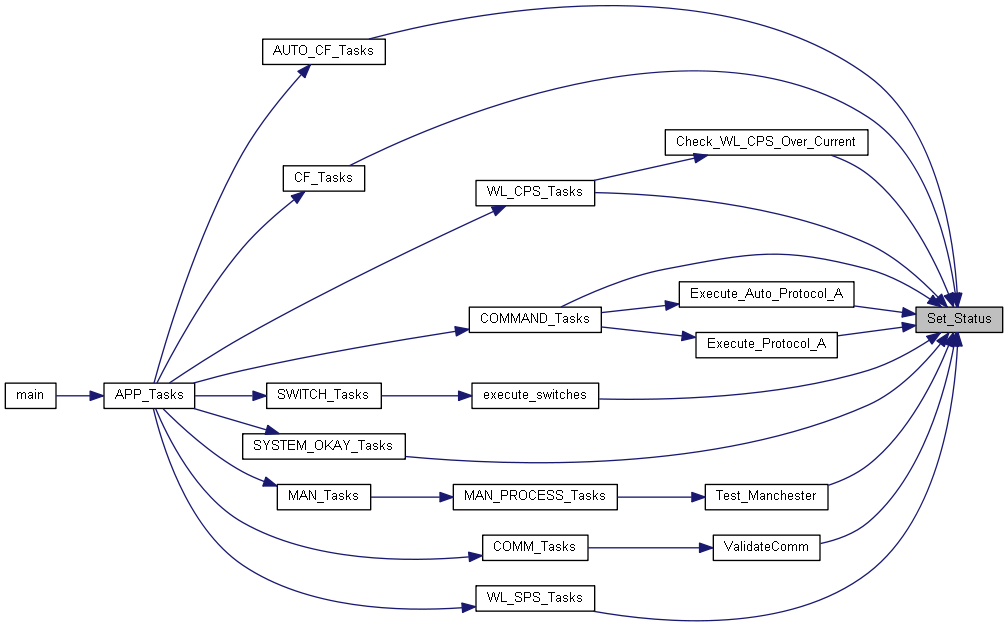 AUTO_CF_Tasks
Check_WL_CPS_Over_Current
CF_Tasks
WL_CPS_Tasks
Execute_Auto_Protocol_A
COMMAND_Tasks
Set_Status
Execute_Protocol_A
main
APP_Tasks
SWITCH_Tasks
execute_switches
SYSTEM_OKAY_Tasks
MAN_Tasks
MAN_PROCESS_Tasks
Test_Manchester
COMM_Tasks
ValidateComm
WL_SPS_Tasks